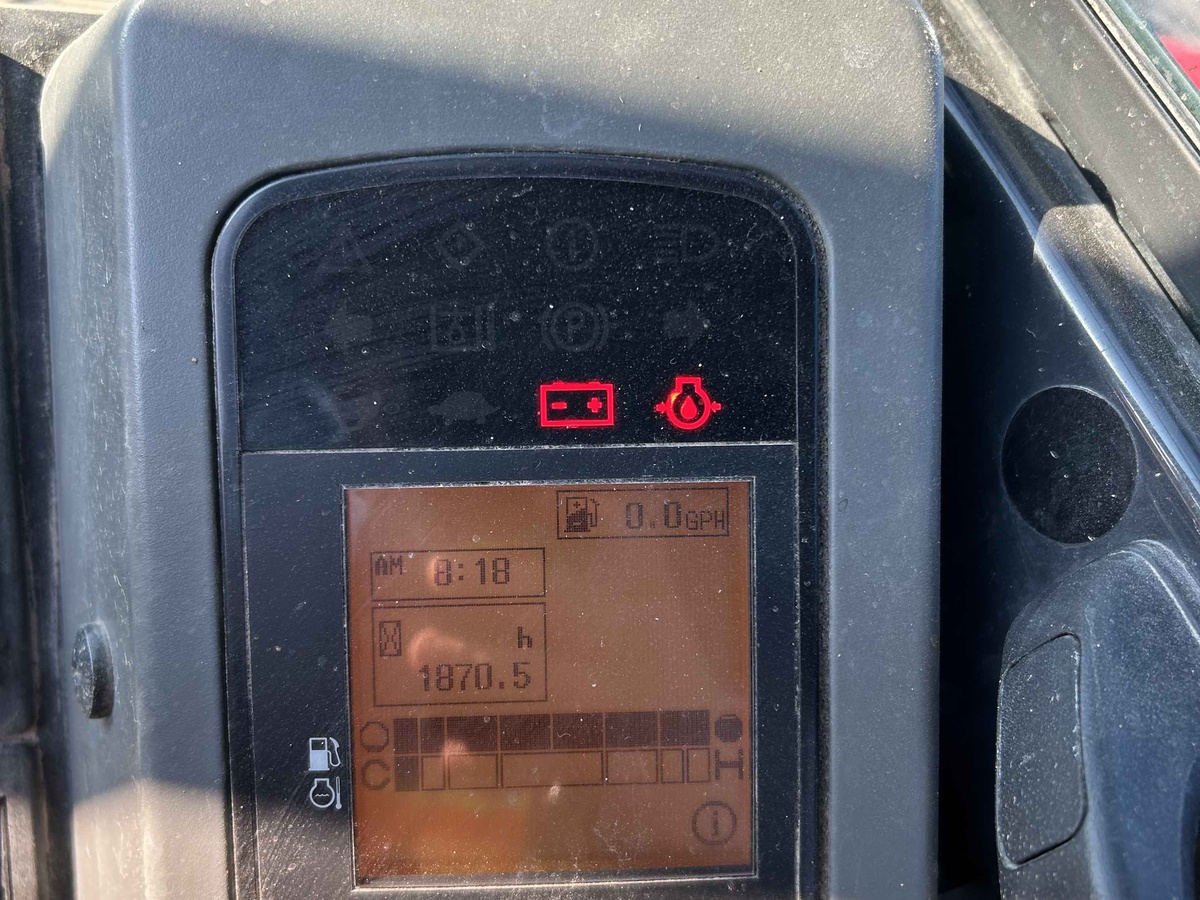 P
- +
0.0GPH
AM 8:18
h
1870.5
F
C H
i